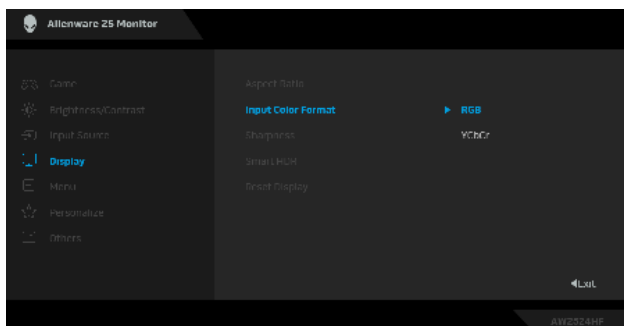 Alienware 25 Monitor
Game
Aspect Ratio
Brightness/Contrast
Input Color Format
RGB
Input Source
Sharpness
YCbCr
Display
Smart HDR
Menu
Reset Display
Personalize
Others
Exit
AW2524HF